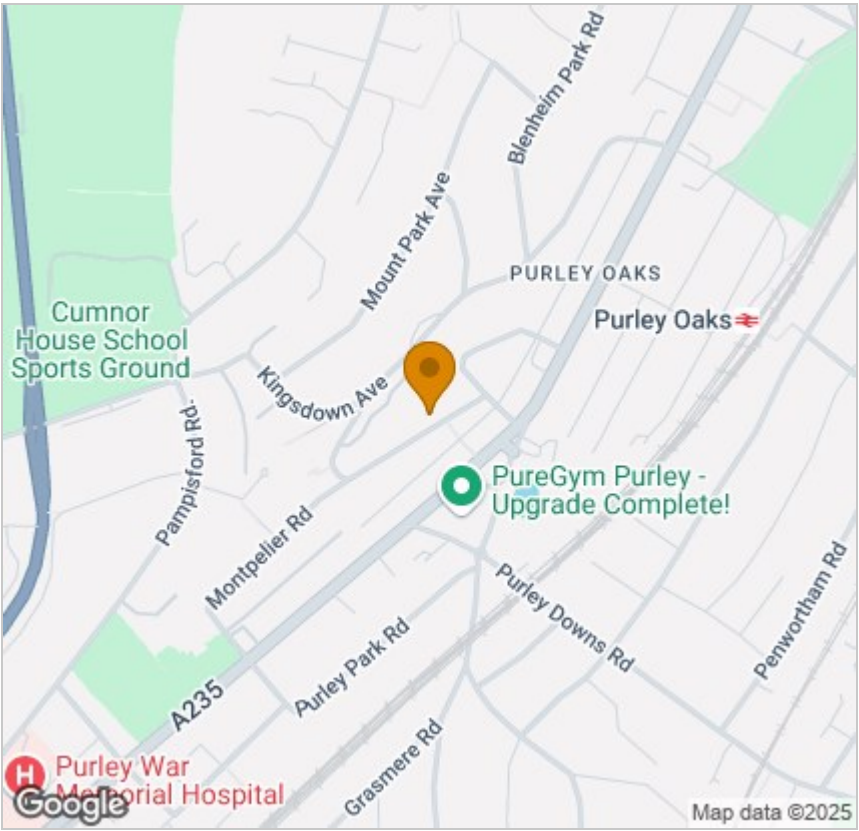 Blenheim Park Rd
Mount Park Ave
PURLEY OAKS
Cumnor
House School
Sports Ground
Purley Oaks
Kingsdown Ave
Pampisford Rd.
PureGym Purley -
Upgrade Complete!
Montpelier Rd
Purley Downs Rd
Penwortham Rd
Purley Park Rd
A235
Grasmere Rd
H
Purley War
Memorial Hospital
Google
Map data ©2025